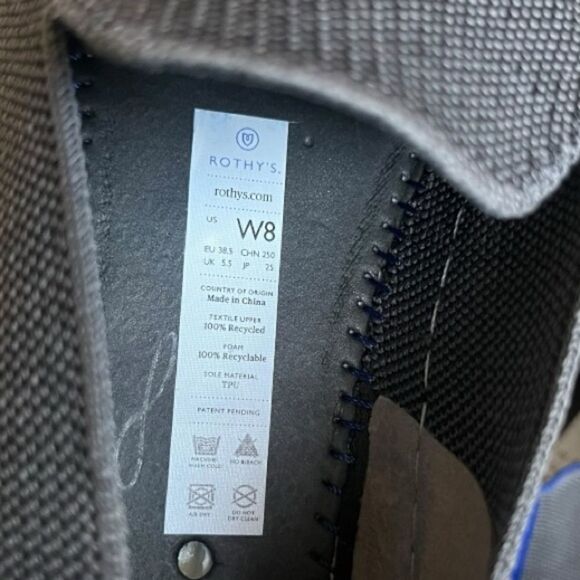 ROTHY'S.
rothys.com
US W8
EU 38.5 CHN 250
UK 5.5 JP 25
COUNTRY OF ORIGIN
Made in China
TEXTILE UPPER
100% Recycled
FOAM
100% Recyclable
SOLE MATERIAL
TPU
PATENT PENDING
MACHINE NO BLEACH
WASH COLD
AIR DRY DO NOT
DRY CLEAN